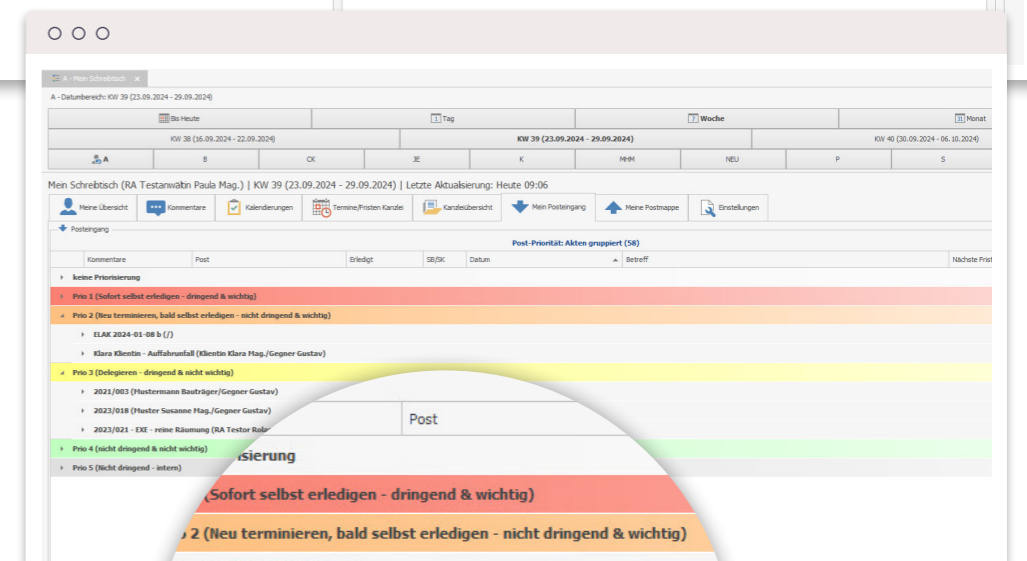 A - Mein Schreibtisch x
A - Datumbereich: KW 39 (23.09.2024 - 29.09.2024)
Bis Heute 1 Tag 7 Woche 31 Monat
KW 38 (16.09.2024 - 22.09.2024) KW 39 (23.09.2024 - 29.09.2024) KW 40 (30.09.2024 - 06.10.2024)
A B CK JE K MHM NEU P S
Mein Schreibtisch (RA Testanwältin Paula Mag.) | KW 39 (23.09.2024 - 29.09.2024) | Letzte Aktualisierung: Heute 09:06
Meine Übersicht Kommentare Kalendierungen Termine/Fristen Kanzlei Kanzleiübersicht Mein Posteingang Meine Postmappe Einstellungen
Posteingang
Post-Priorität: Akten gruppiert (58)
Kommentare Post Erledigt SB/SK Datum Betreff Nächste Frist
keine Priorisierung
Prio 1 (Sofort selbst erledigen - dringend & wichtig)
Prio 2 (Neu terminieren, bald selbst erledigen - nicht dringend & wichtig)
ELAK 2024-01-08 b (/)
Klara Klientin - Auffahrunfall (Klientin Klara Mag./Gegner Gustav)
Prio 3 (Delegieren - dringend & nicht wichtig)
2021/003 (Mustermann Bauträger/Gegner Gustav)
2023/018 (Muster Susanne Mag./Gegner Gustav)
2023/021 - EXE - reine Räumung (RA Testor
Prio 4 (nicht dringend & nicht wichtig)
Prio 5 (Nicht dringend - intern)
Post
isierung
(Sofort selbst erledigen - dringend & wichtig)
2 (Neu terminieren, bald selbst erledigen - nicht dringend & wichtig)